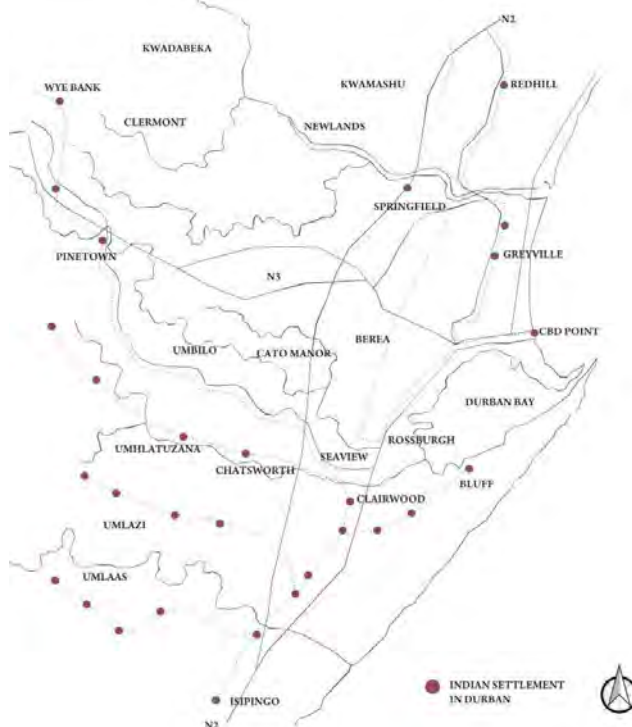 N2
KWADABEKA
KWAMASHU
REDHILL
WYE BANK
CLERMONT
NEWLANDS
SPRINGFIELD
PINETOWN
GREYVILLE
N3
CBD POINT
UMBILO
CATO MANOR
BEREA
DURBAN BAY
UMHLATUZANA
ROSSBURGH
SEAVIEW
CHATSWORTH
BLUFF
CLAIRWOOD
UMLAZI
UMLAAS
INDIAN SETTLEMENT
IN DURBAN
ISIPINGO
N2